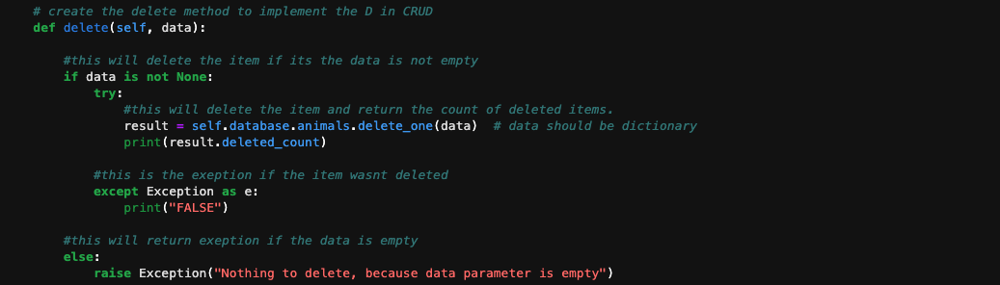 # create the delete method to implement the D in CRUD
def delete(self, data):
#this will delete the item if its the data is not empty
if data is not None:
try:
#this will delete the item and return the count of deleted items.
result = self.database.animals.delete_one(data)  # data should be dictionary
print(result.deleted_count)
#this is the exeption if the item wasnt deleted
except Exception as e:
print("FALSE")
#this will return exeption if the data is empty
else:
raise Exception("Nothing to delete, because data parameter is empty")